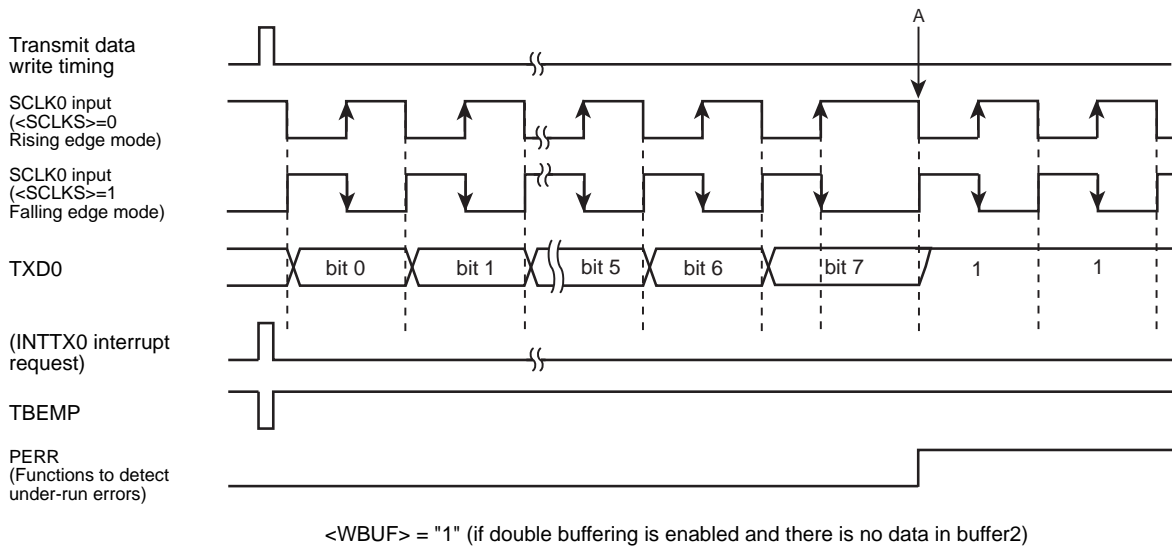 A
Transmit data
write timing
SCLK0 input
(<SCLKS>=0
Rising edge mode)
SCLK0 input
(<SCLKS>=1
Falling edge mode)
TXD0
bit 0
bit 1
bit 5
bit 6
bit 7
1
1
(INTTX0 interrupt
request)
TBEMP
PERR
(Functions to detect
under-run errors)
<WBUF> = "1" (if double buffering is enabled and there is no data in buffer2)